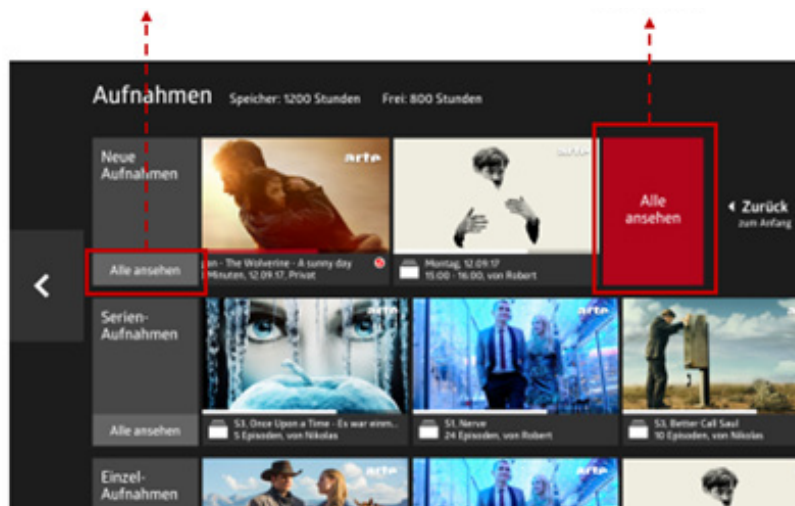 Aufnahmen Speicher: 1200 Stunden Frei: 800 Stunden
Neue
Aufnahmen
Alle ansehen
arte
- The Wolverine - A sunny day
Minuten, 12.09.17, Privat
arte
Montag, 12.09.17
15:00 - 16:00, von Robert
Alle
ansehen
Zurück
zum Anfang
Serien-
Aufnahmen
Alle ansehen
arte
S3, Once Upon a Time - Es war einm...
5 Episoden, von Nikolas
arte
S1, Nerve
24 Episoden, von Robert
arte
S3, Better Call Saul
10 Episoden, von Nikolas
Einzel-
Aufnahmen
arte
arte